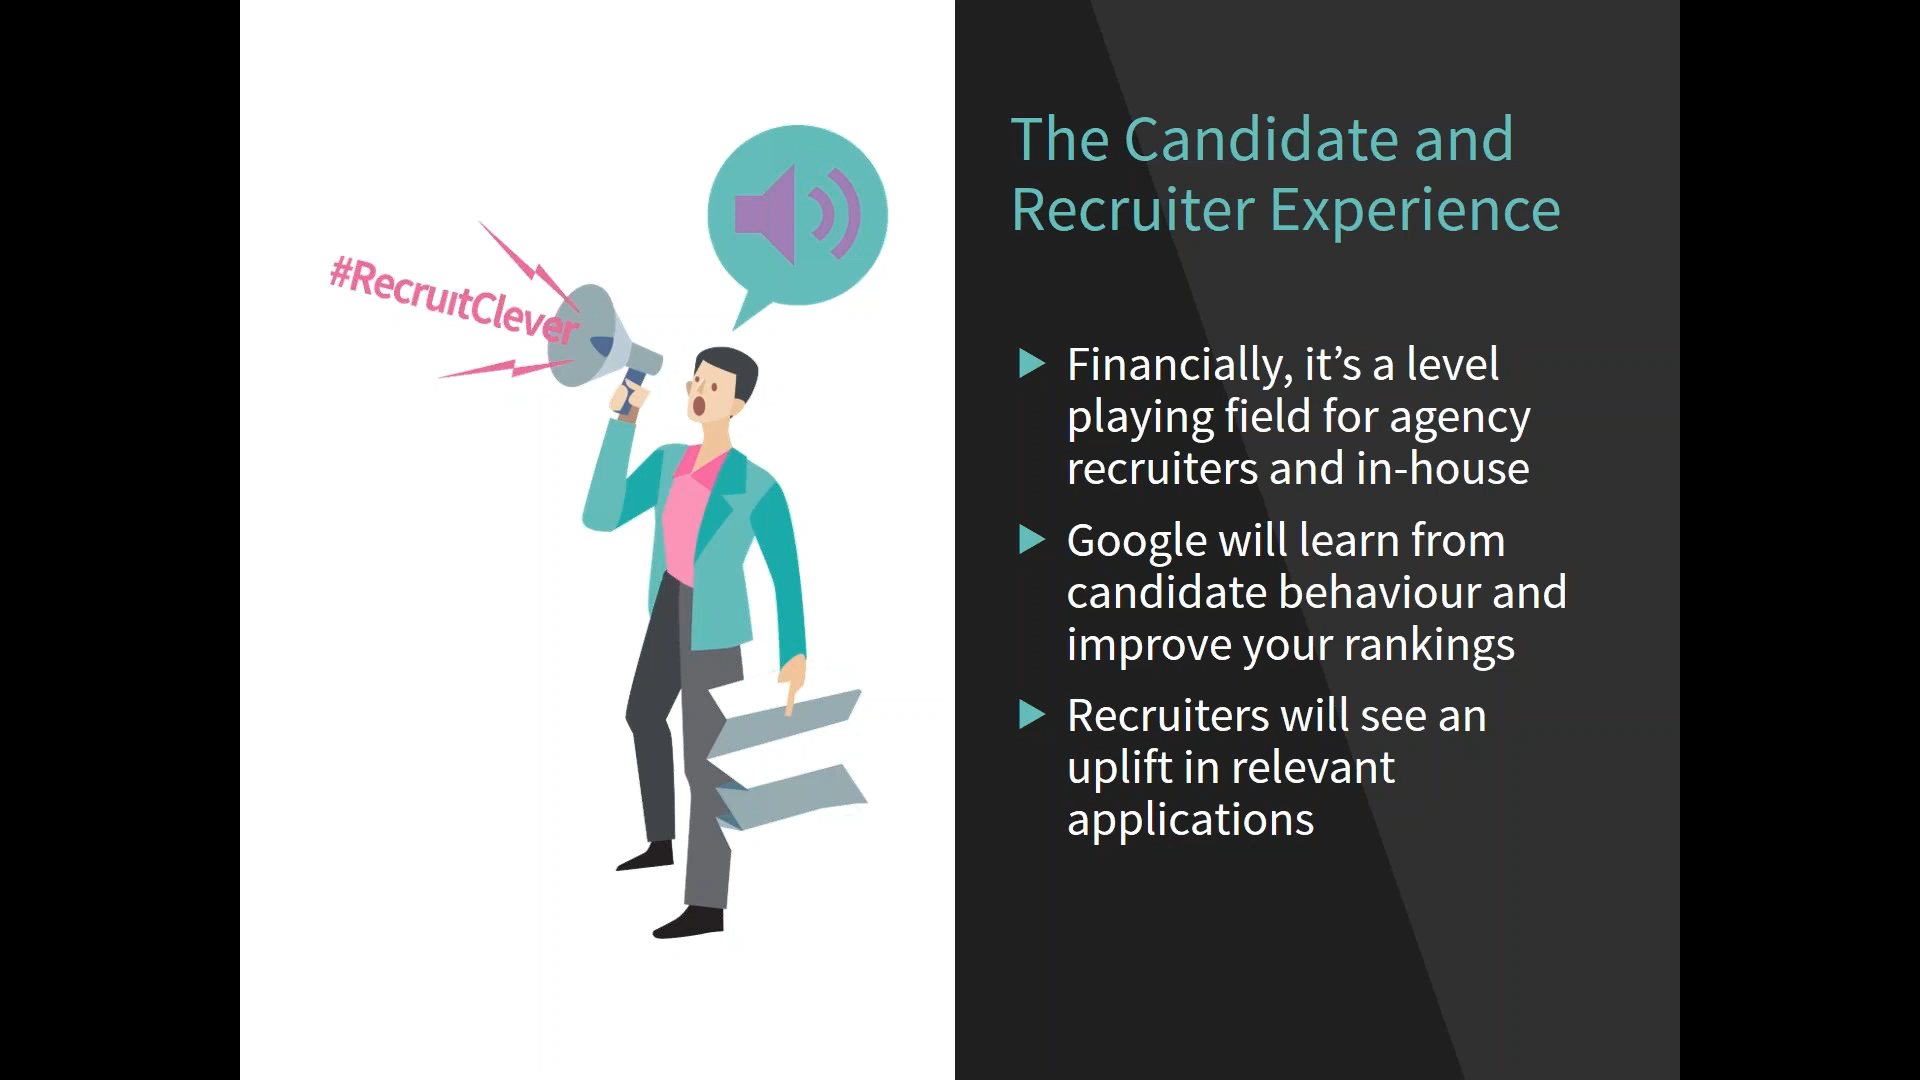 #RecruitClever
The Candidate and
Recruiter Experience
Financially, it’s a level
playing field for agency
recruiters and in-house
Google will learn from
candidate behaviour and
improve your rankings
Recruiters will see an
uplift in relevant
applications